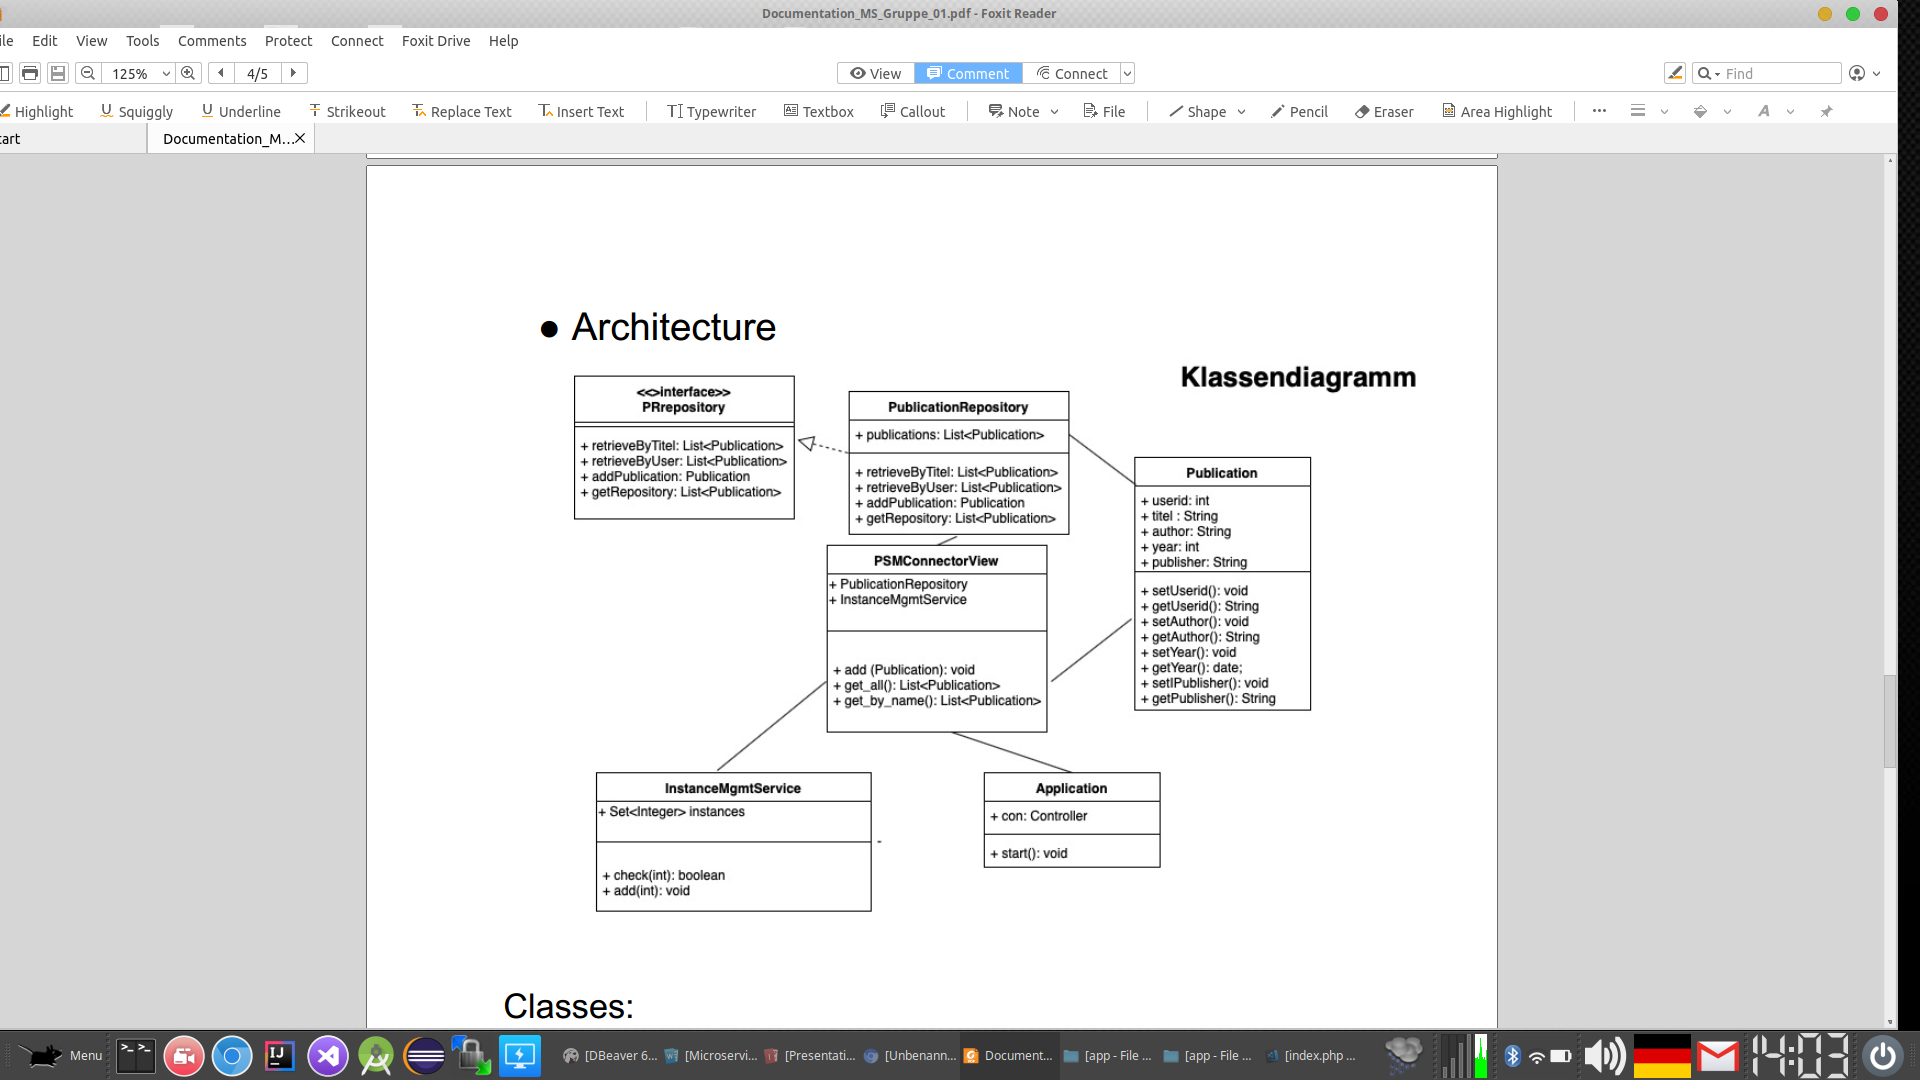 Documentation_MS_Gruppe_01.pdf - Foxit Reader
ile Edit View Tools Comments Protect Connect Foxit Drive Help
125% 4/5 View Comment Connect Find
Highlight Squiggly Underline Strikeout Replace Text Insert Text Typewriter Textbox Callout Note File Shape Pencil Eraser Area Highlight
tart Documentation_M...
● Architecture
Klassendiagramm
<<>interface>>
PRrepository
+ retrieveByTitel: List<Publication>
+ retrieveByUser: List<Publication>
+ addPublication: Publication
+ getRepository: List<Publication>
PublicationRepository
+ publications: List<Publication>
+ retrieveByTitel: List<Publication>
+ retrieveByUser: List<Publication>
+ addPublication: Publication
+ getRepository: List<Publication>
Publication
+ userid: int
+ titel : String
+ author: String
+ year: int
+ publisher: String
+ setUserid(): void
+ getUserid(): String
+ setAuthor(): void
+ getAuthor(): String
+ setYear(): void
+ getYear(): date;
+ setlPublisher(): void
+ getPublisher(): String
PSMConnectorView
+ PublicationRepository
+ InstanceMgmtService
+ add (Publication): void
+ get_all(): List<Publication>
+ get_by_name(): List<Publication>
InstanceMgmtService
+ Set<Integer> instances
+ check(int): boolean
+ add(int): void
-
Application
+ con: Controller
+ start(): void
Classes:
Menu [DBeaver 6... [Microservi... [Presentati... [Unbenann... Document... [app - File ... [app - File ... [index.php ... 14:03